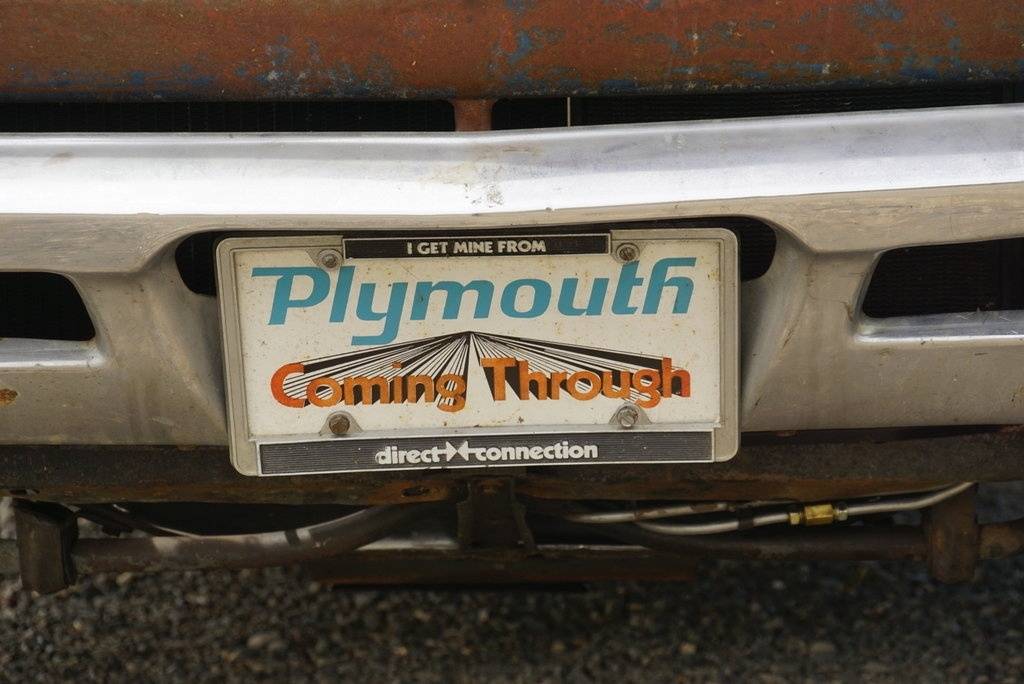 I GET MINE FROM
Plymouth
Coming Through
direct connection